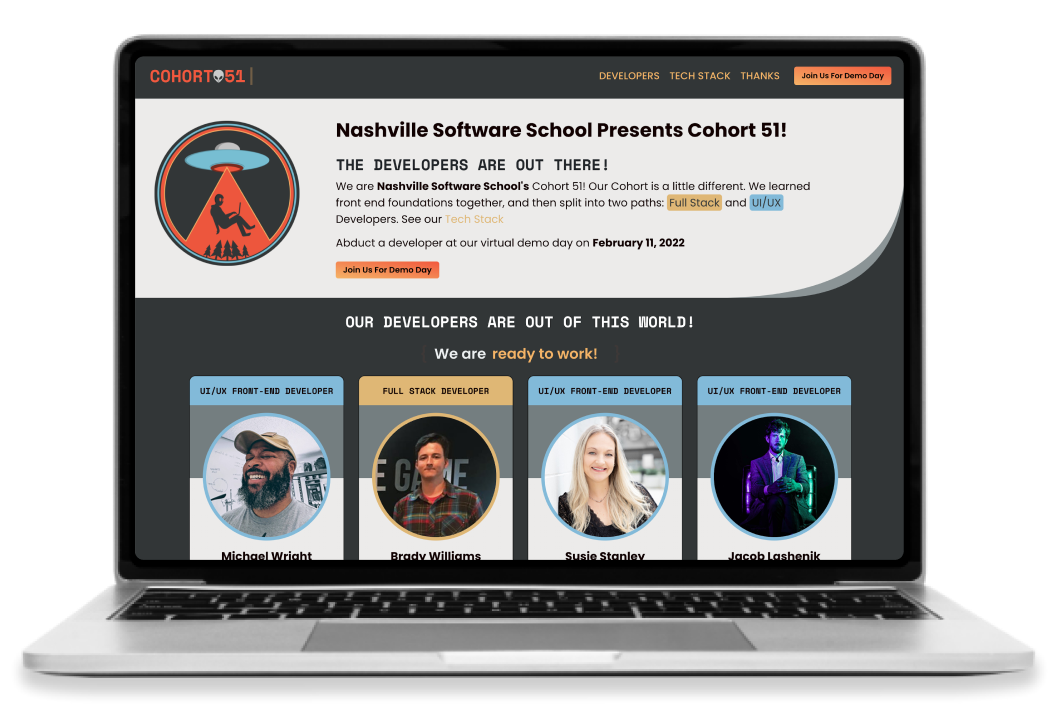 COHORT👽51|
DEVELOPERS TECH STACK THANKS Join Us For Demo Day
Nashville Software School Presents Cohort 51!
THE DEVELOPERS ARE OUT THERE!
We are Nashville Software School's Cohort 51! Our Cohort is a little different. We learned
front end foundations together, and then split into two paths: Full Stack and UI/UX
Developers. See our Tech Stack
Abduct a developer at our virtual demo day on February 11, 2022
Join Us For Demo Day
OUR DEVELOPERS ARE OUT OF THIS WORLD!
We are ready to work!
UI/UX FRONT-END DEVELOPER
Michael Wright
FULL STACK DEVELOPER
E GAME
Brady Williams
UI/UX FRONT-END DEVELOPER
Susie Stanley
UI/UX FRONT-END DEVELOPER
Jacob Lashenik